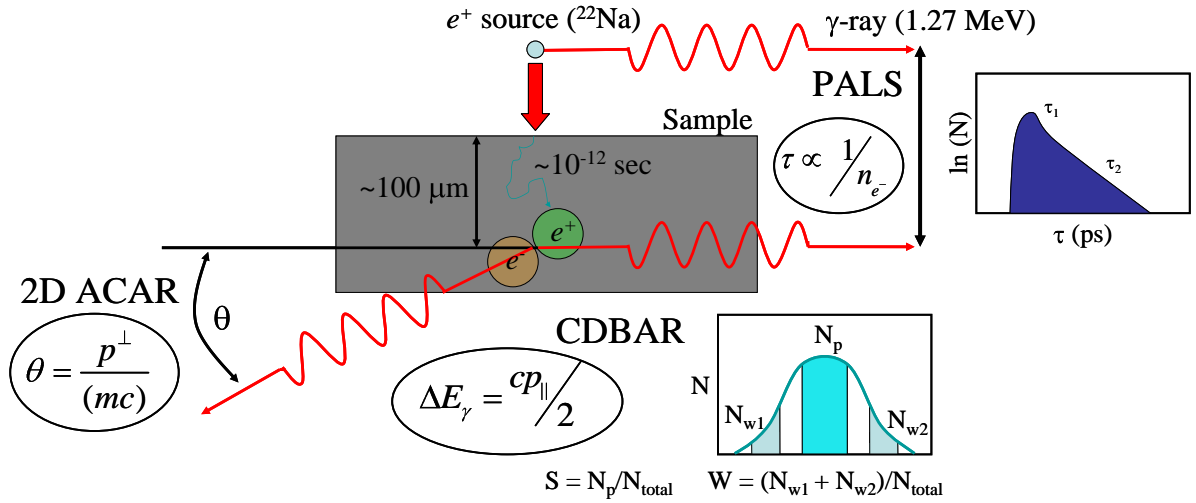 e⁺ source (²²Na)
γ-ray (1.27 MeV)
PALS
Sample
τ ∝ 1/n_e⁻
ln (N)
τ₁
τ₂
τ (ps)
~10⁻¹² sec
~100 μm
e⁺
e⁻
2D ACAR
θ
θ = p^⊥/(mc)
CDBAR
ΔE_γ = cp_||/2
N
N_p
N_w1
N_w2
S = N_p/N_total W = (N_w1 + N_w2)/N_total